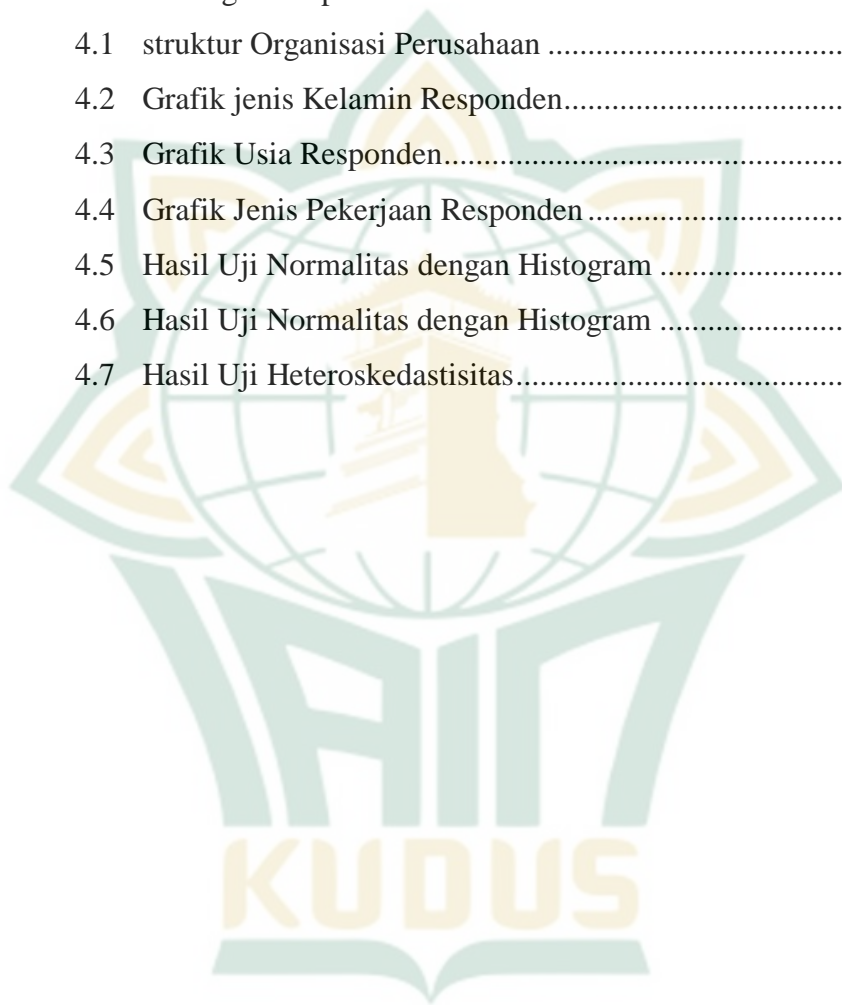 4.1 struktur Organisasi Perusahaan ....................................
4.2 Grafik jenis Kelamin Responden..................................
4.3 Grafik Usia Responden.................................................
4.4 Grafik Jenis Pekerjaan Responden ...............................
4.5 Hasil Uji Normalitas dengan Histogram ......................
4.6 Hasil Uji Normalitas dengan Histogram ......................
4.7 Hasil Uji Heteroskedastisitas........................................
IAIN
KUDUS